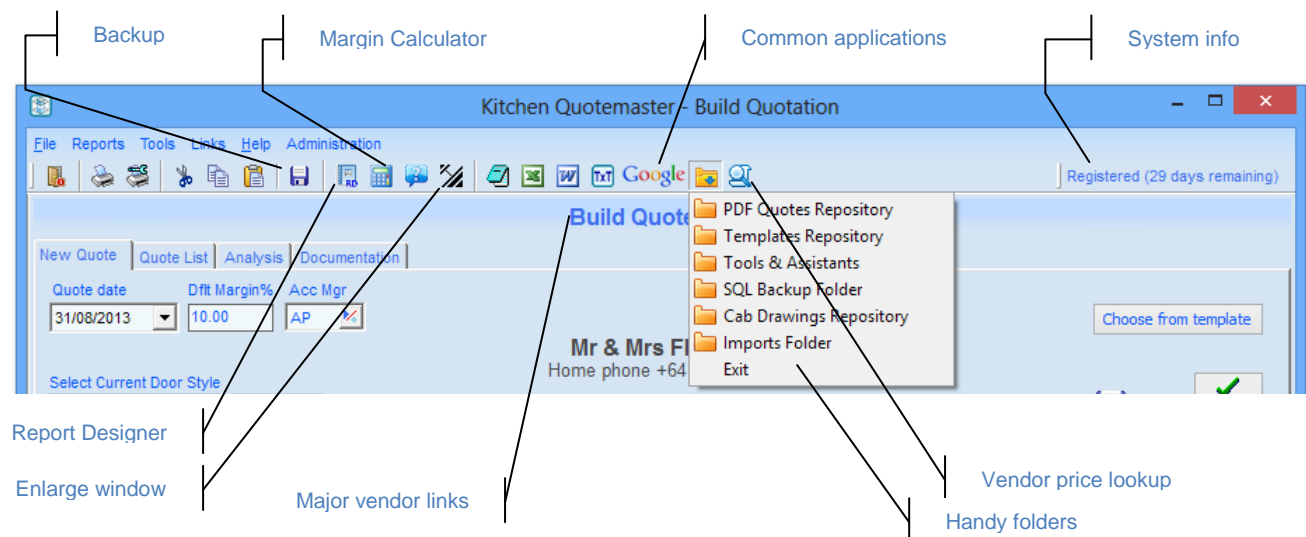 Backup
Margin Calculator
Common applications
System info
Kitchen Quotemaster - Build Quotation
File Reports Tools Links Help Administration
RD
TxT Google
Registered (29 days remaining)
Build Quote
PDF Quotes Repository
Templates Repository
Tools & Assistants
SQL Backup Folder
Cab Drawings Repository
Imports Folder
Exit
New Quote Quote List Analysis Documentation
Quote date Dflt Margin% Acc Mgr
31/08/2013 10.00 AP
Choose from template
Mr & Mrs
Home phone +64
Select Current Door Style
Report Designer
Enlarge window
Major vendor links
Vendor price lookup
Handy folders